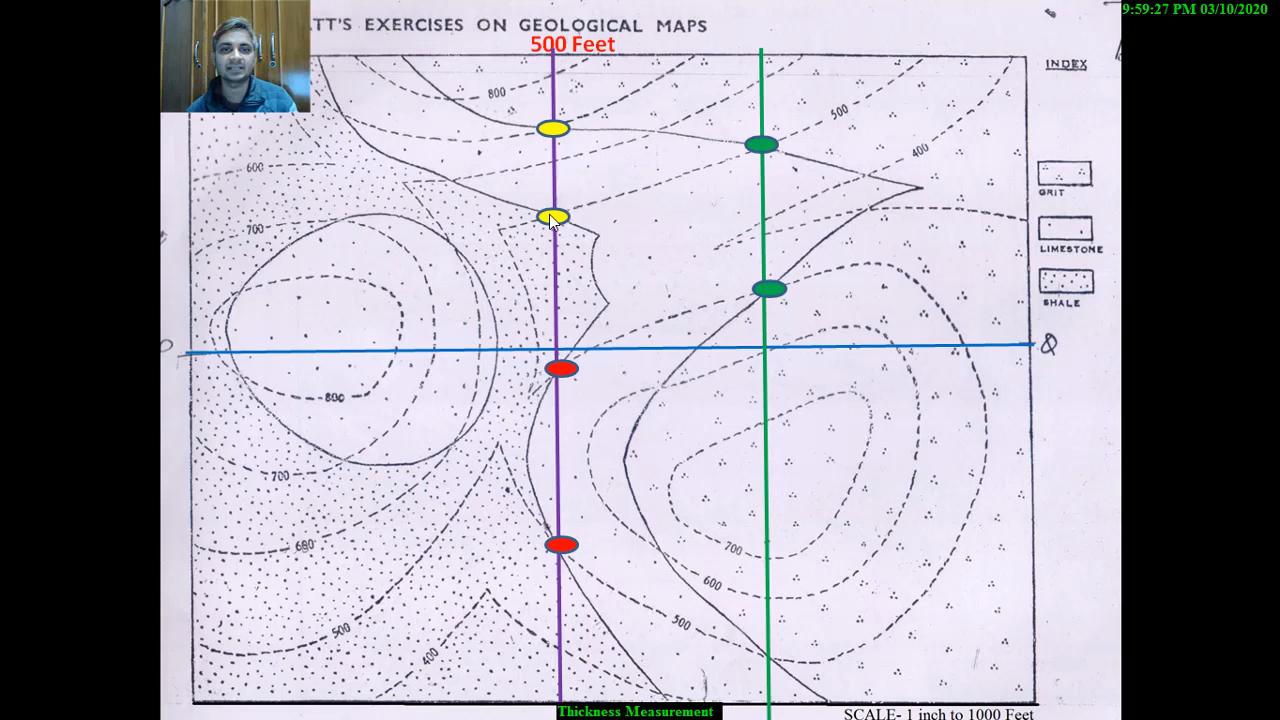 9:59:27 PM 03/10/2020
TT'S EXERCISES ON GEOLOGICAL MAPS
500 Feet
INDEX
800
500
400
600
GRIT
700
LIMESTONE
SHALE
800
700
700
600
600
500
500
400
Thickness Measurement
SCALE- 1 inch to 1000 Feet